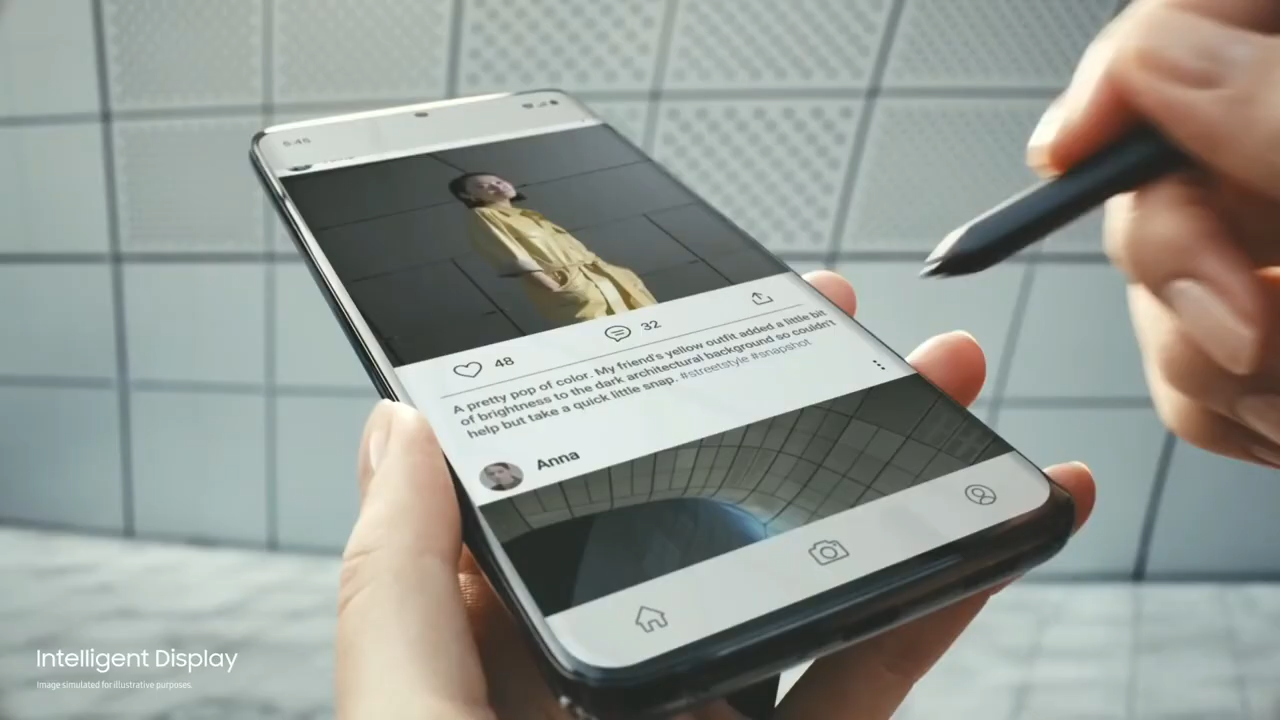 5:45
48
32
A pretty pop of color. My friend's yellow outfit added a little bit
of brightness to the dark architectural background so couldn't
help but take a quick little snap. #streetstyle #snapshot
Anna
Intelligent Display
Image simulated for illustrative purposes.